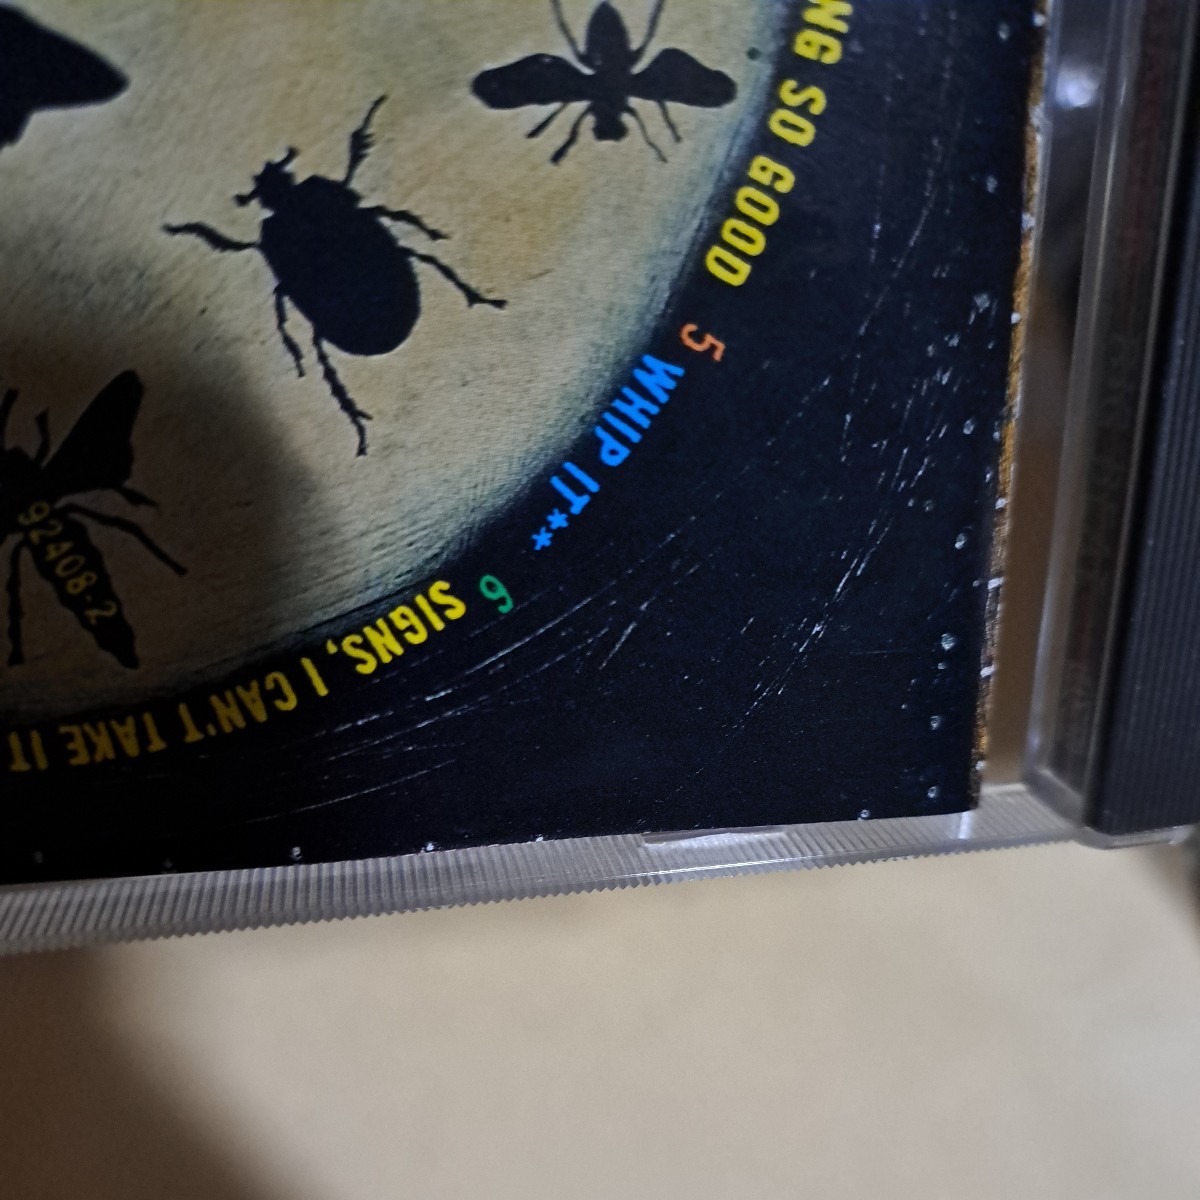 NG SO GOOD
5 WHIP IT**
6 SIGNS, I CAN'T TAKE IT
92408-2